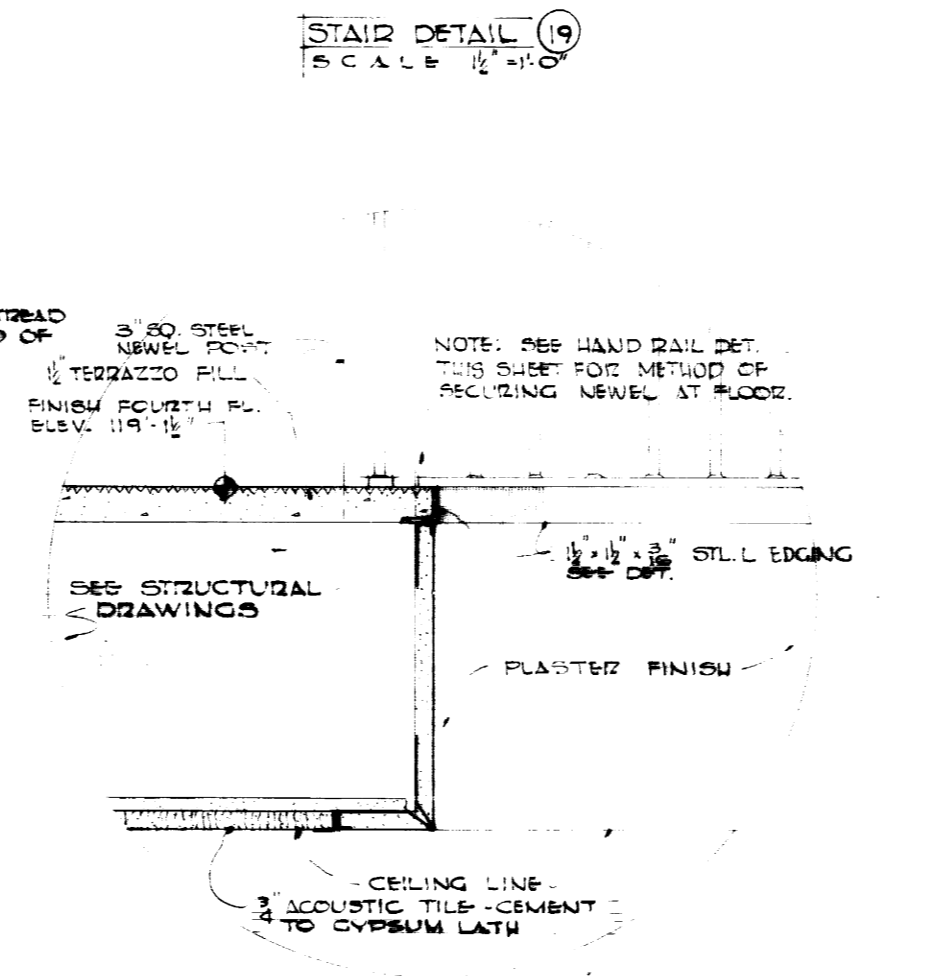 STAIR DETAIL 19
SCALE 1½" = 1'-0"
TREAD
OF
3" SQ. STEEL
NEWEL POST
1½" TERRAZZO FILL
FINISH FOURTH FL.
ELEV. 119'-1½"
NOTE: SEE HAND RAIL DET.
THIS SHEET FOR METHOD OF
SECURING NEWEL AT FLOOR.
1½" x 1½" x 3/16" STL. L EDGING
SEE DET.
SEE STRUCTURAL
DRAWINGS
PLASTER FINISH
CEILING LINE
3/4" ACOUSTIC TILE - CEMENT
TO GYPSUM LATH